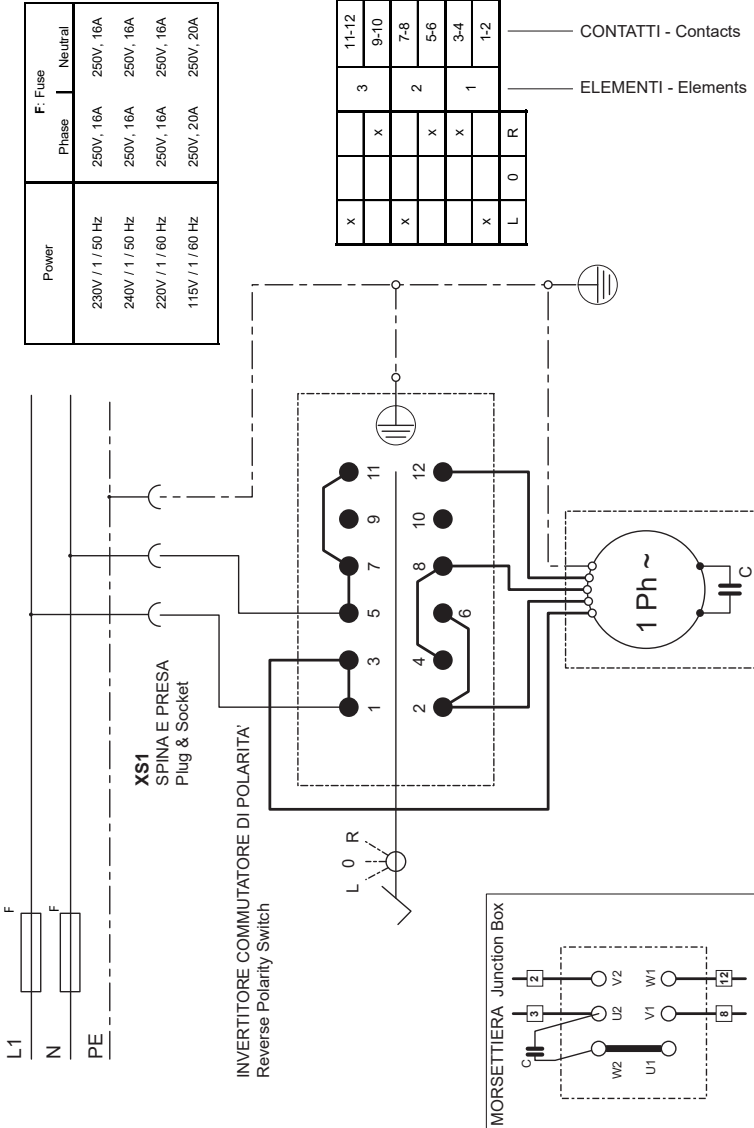 L1
F
N
F
PE
XS1
SPINA E PRESA
Plug & Socket
INVERTITORE COMMUTATORE DI POLARITA'
Reverse Polarity Switch
L 0 R
1 3 5 7 9 11
2 4 6 8 10 12
1 Ph ~
C
MORSETTIERA Junction Box
C
3 2
W2 U2 V2
U1 V1 W1
8 12
Power F: Fuse
Phase Neutral
230V / 1 / 50 Hz 250V, 16A 250V, 16A
240V / 1 / 50 Hz 250V, 16A 250V, 16A
220V / 1 / 60 Hz 250V, 16A 250V, 16A
115V / 1 / 60 Hz 250V, 20A 250V, 20A
x 3 11-12
x 9-10
x 2 7-8
x 5-6
x 1 3-4
x 1-2
L 0 R
CONTATTI - Contacts
ELEMENTI - Elements